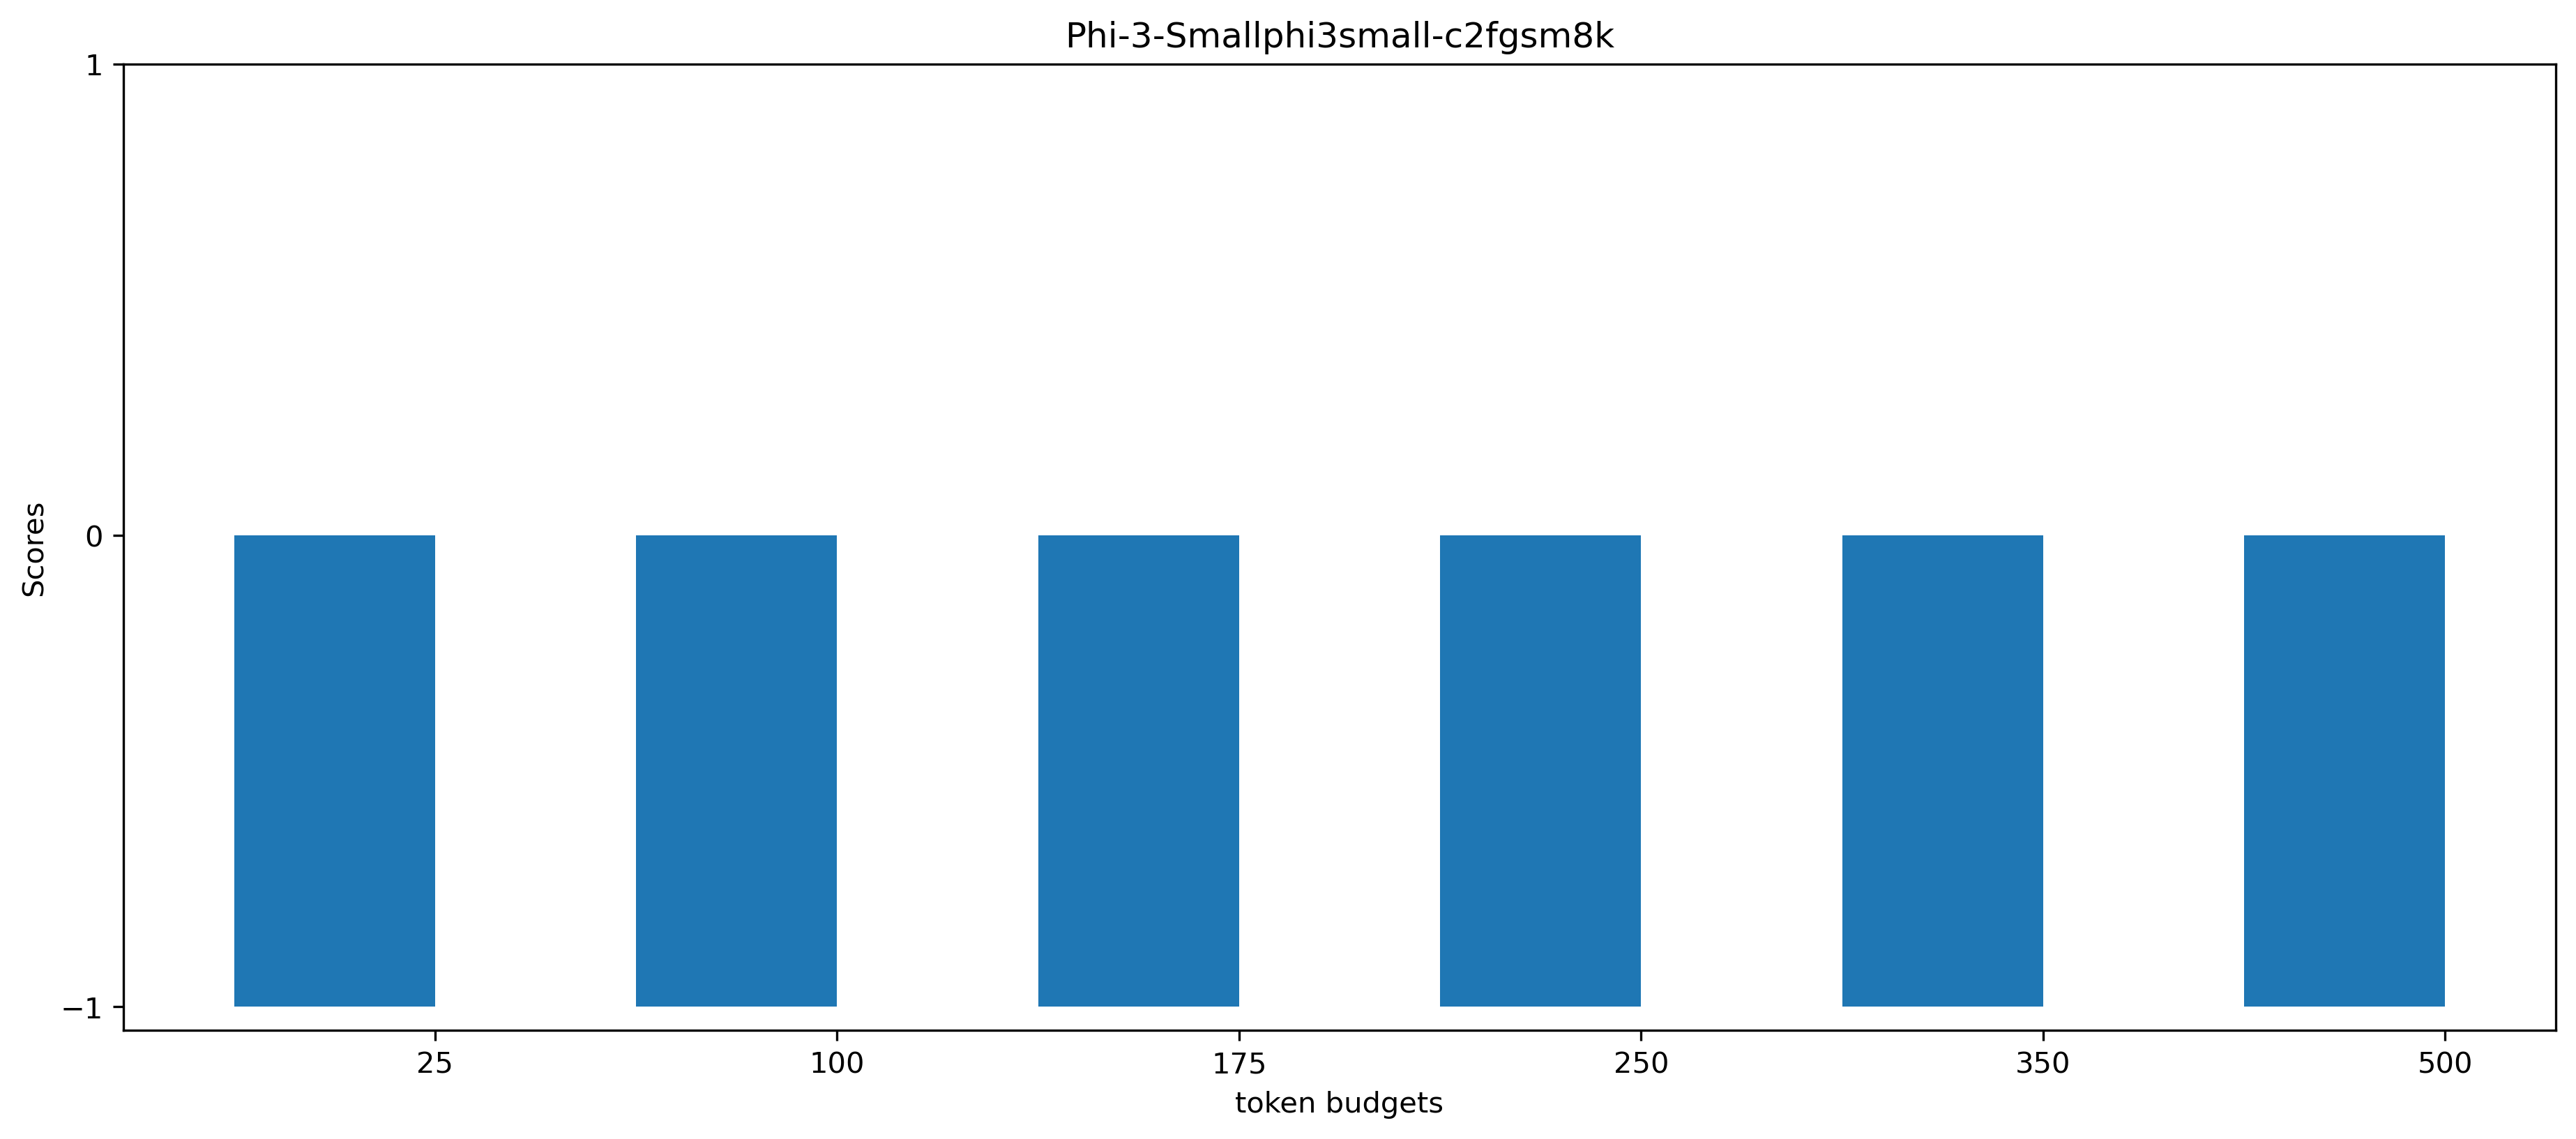 Phi-3-Smallphi3small-c2fgsm8k
1
0
−1
Scores
25 100 175 250 350 500
token budgets